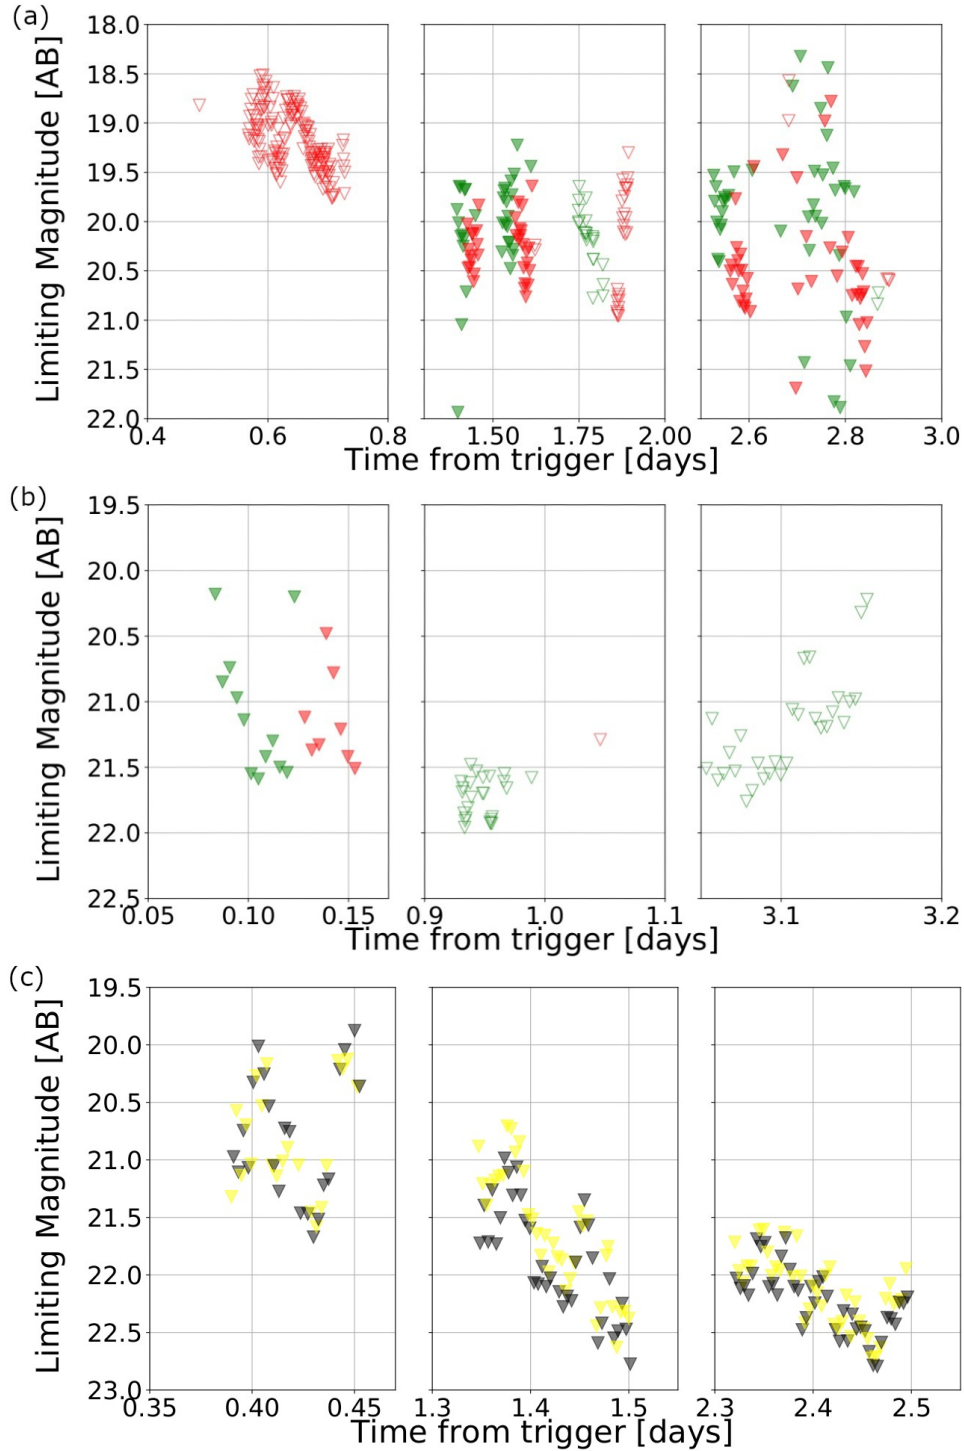 (a)
Limiting Magnitude [AB]
18.0
18.5
19.0
19.5
20.0
20.5
21.0
21.5
22.0
0.4 0.6 0.8 1.50 1.75 2.00 2.6 2.8 3.0
Time from trigger [days]
(b)
Limiting Magnitude [AB]
19.5
20.0
20.5
21.0
21.5
22.0
22.5
0.05 0.10 0.15 0.9 1.0 1.1 3.1 3.2
Time from trigger [days]
(c)
Limiting Magnitude [AB]
19.5
20.0
20.5
21.0
21.5
22.0
22.5
23.0
0.35 0.40 0.45 1.3 1.4 1.5 2.3 2.4 2.5
Time from trigger [days]